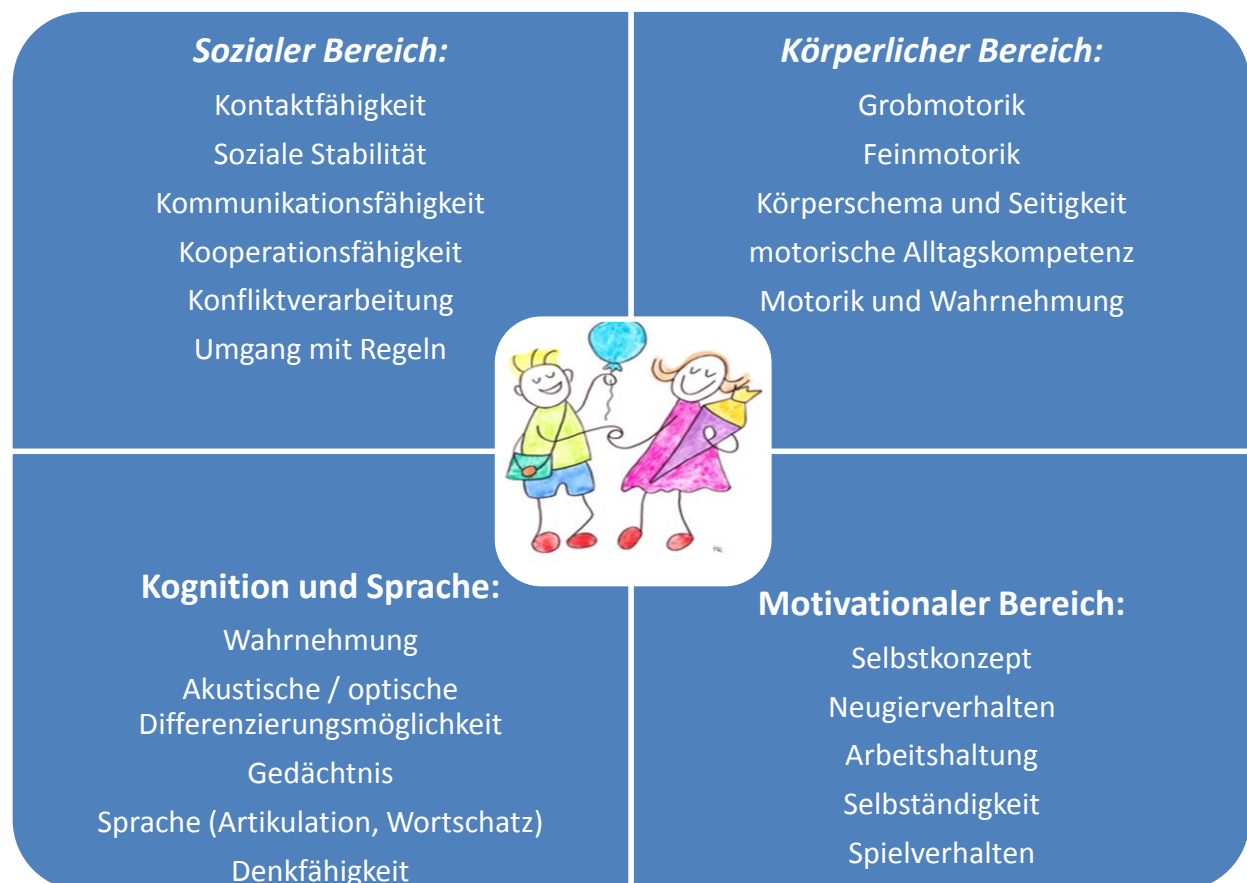 Sozialer Bereich:
Kontaktfähigkeit
Soziale Stabilität
Kommunikationsfähigkeit
Kooperationsfähigkeit
Konfliktverarbeitung
Umgang mit Regeln
Körperlicher Bereich:
Grobmotorik
Feinmotorik
Körperschema und Seitigkeit
motorische Alltagskompetenz
Motorik und Wahrnehmung
Kognition und Sprache:
Wahrnehmung
Akustische / optische
Differenzierungsmöglichkeit
Gedächtnis
Sprache (Artikulation, Wortschatz)
Denkfähigkeit
Motivationaler Bereich:
Selbstkonzept
Neugierverhalten
Arbeitshaltung
Selbständigkeit
Spielverhalten